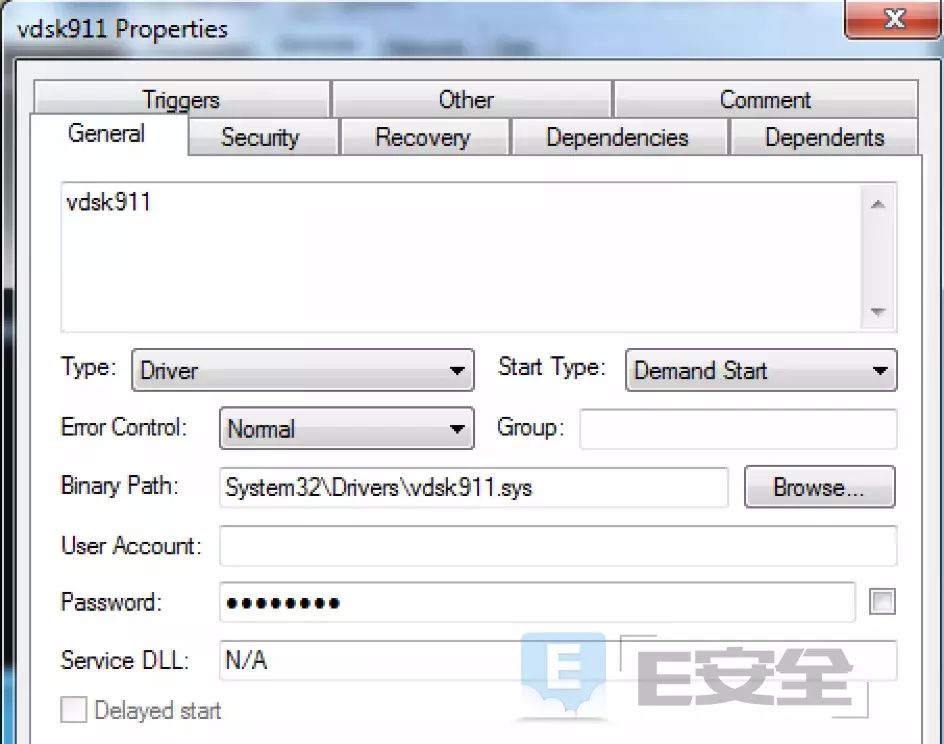 vdsk911 Properties
Triggers Other Comment
General Security Recovery Dependencies Dependents
vdsk911
Type: Driver Start Type: Demand Start
Error Control: Normal Group:
Binary Path: System32\Drivers\vdsk911.sys Browse...
User Account:
Password: ●●●●●●●●
Service DLL: N/A
E E安全
Delayed start